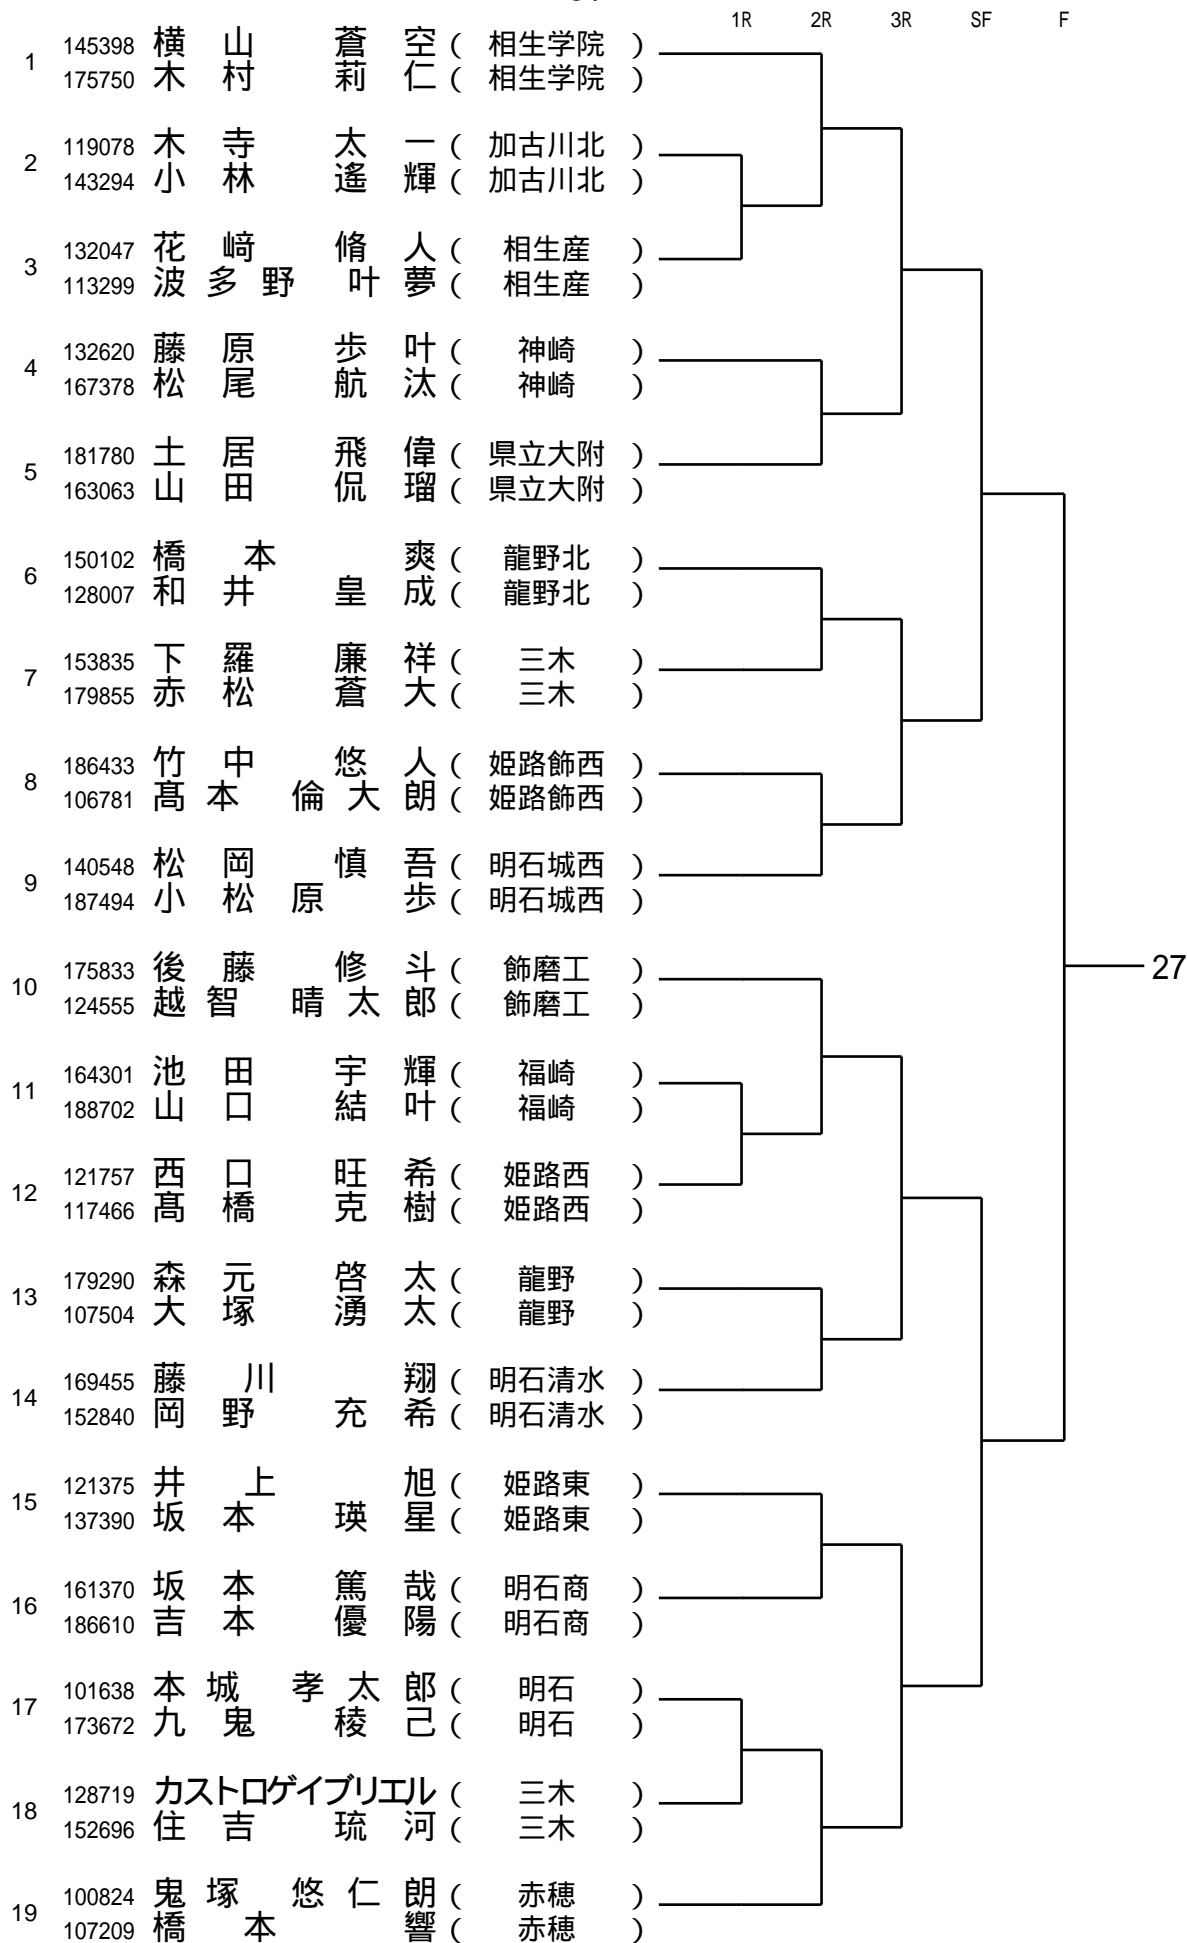 1R 2R 3R SF F
1 145398 横山 蒼空 ( 相生学院 )
175750 木村 莉仁 ( 相生学院 )
2 119078 木寺 太一 ( 加古川北 )
143294 小林 遙輝 ( 加古川北 )
3 132047 花﨑 脩人 ( 相生産 )
113299 波多野 叶夢 ( 相生産 )
4 132620 藤原 歩叶 ( 神崎 )
167378 松尾 航汰 ( 神崎 )
5 181780 土居 飛偉 ( 県立大附 )
163063 山田 侃瑠 ( 県立大附 )
6 150102 橋本 爽 ( 龍野北 )
128007 和井 皇成 ( 龍野北 )
7 153835 下羅 廉祥 ( 三木 )
179855 赤松 蒼大 ( 三木 )
8 186433 竹中 悠人 ( 姫路飾西 )
106781 髙本 倫大朗 ( 姫路飾西 )
9 140548 松岡 慎吾 ( 明石城西 )
187494 小松原 歩 ( 明石城西 )
10 175833 後藤 修斗 ( 飾磨工 )
124555 越智 晴太郎 ( 飾磨工 )
27
11 164301 池田 宇輝 ( 福崎 )
188702 山口 結叶 ( 福崎 )
12 121757 西口 旺希 ( 姫路西 )
117466 髙橋 克樹 ( 姫路西 )
13 179290 森元 啓太 ( 龍野 )
107504 大塚 湧太 ( 龍野 )
14 169455 藤川 翔 ( 明石清水 )
152840 岡野 充希 ( 明石清水 )
15 121375 井上 旭 ( 姫路東 )
137390 坂本 瑛星 ( 姫路東 )
16 161370 坂本 篤哉 ( 明石商 )
186610 吉本 優陽 ( 明石商 )
17 101638 本城 孝太郎 ( 明石 )
173672 九鬼 稜己 ( 明石 )
18 128719 カストロゲイブリエル ( 三木 )
152696 住吉 琉河 ( 三木 )
19 100824 鬼塚 悠仁朗 ( 赤穂 )
107209 橋本 響 ( 赤穂 )